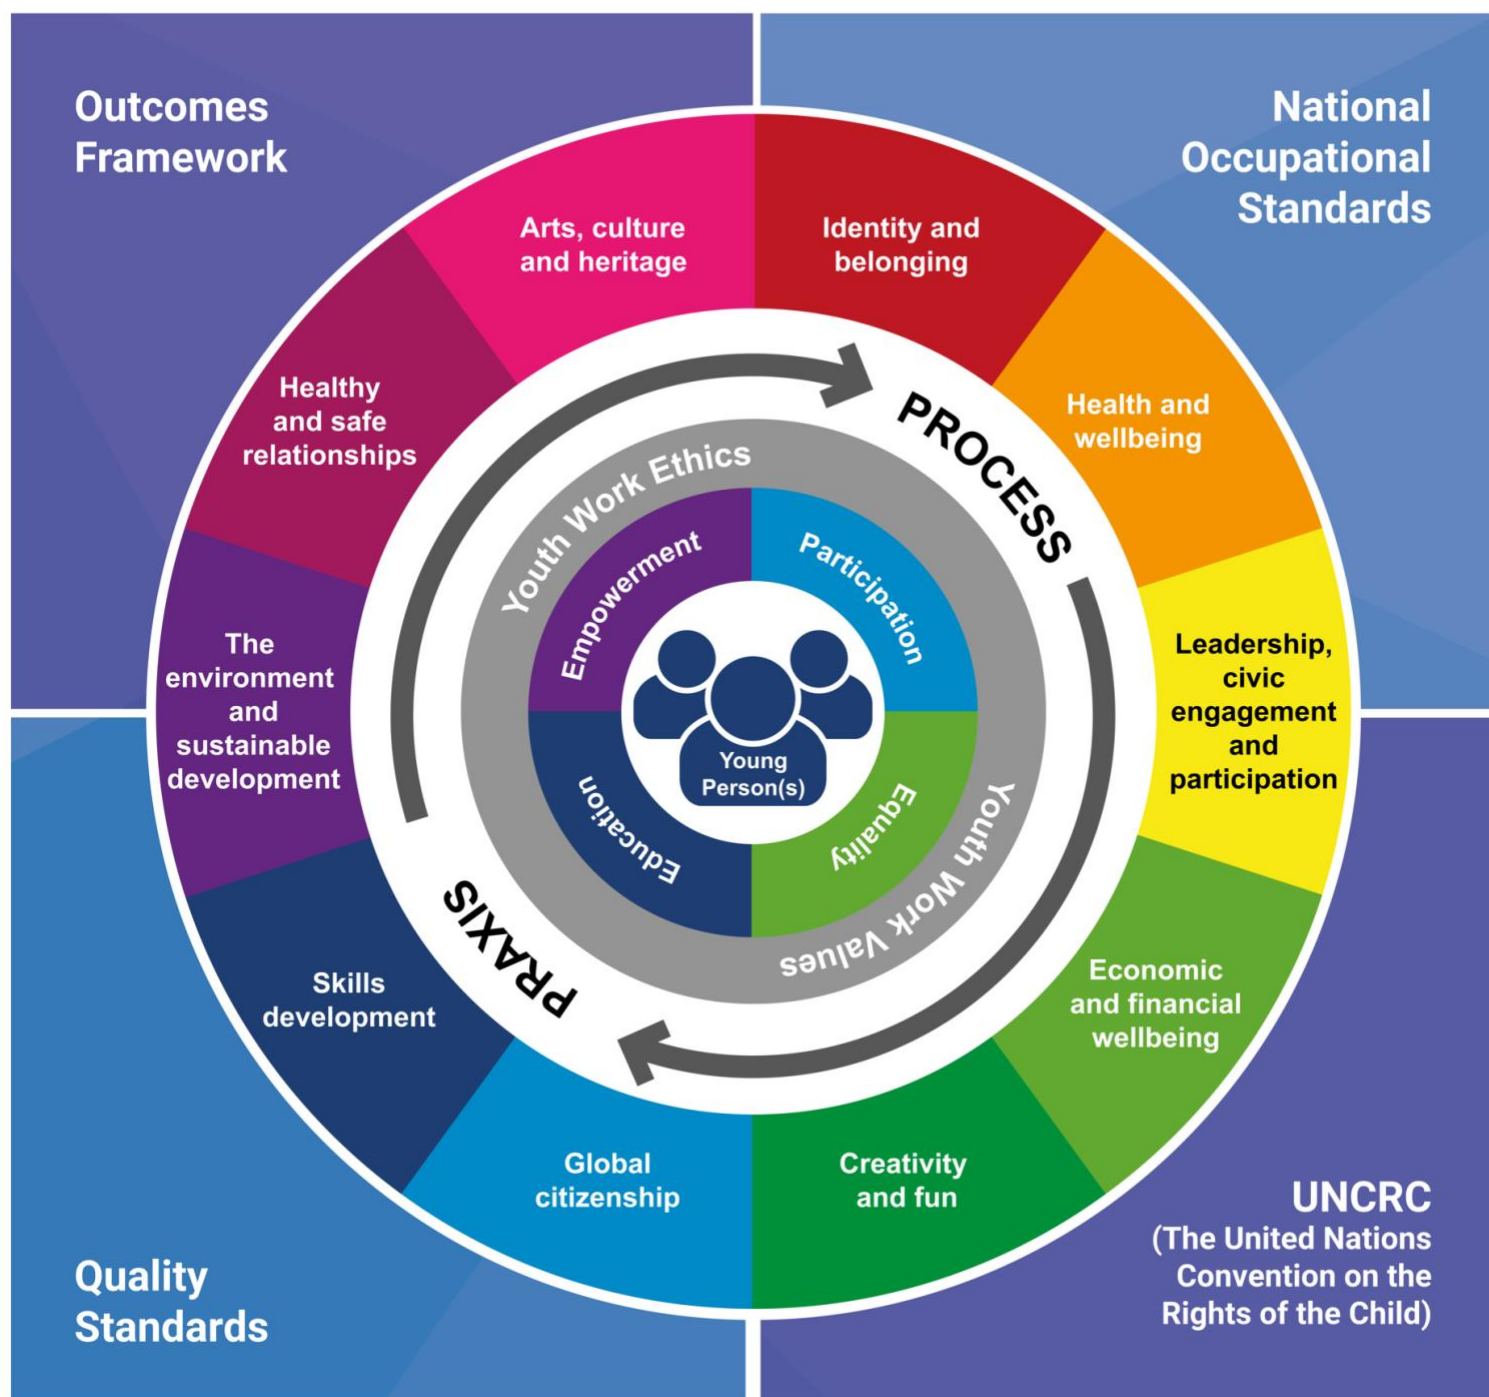 Outcomes
Framework
National
Occupational
Standards
Arts, culture
and heritage
Identity and
belonging
Healthy
and safe
relationships
Health and
wellbeing
PROCESS
Youth Work Ethics
Empowerment
Participation
The
environment
and
sustainable
development
Leadership,
civic
engagement
and
participation
Young
Person(s)
Education
Equality
Youth Work Values
PRAXIS
Skills
development
Economic
and financial
wellbeing
Global
citizenship
Creativity
and fun
Quality
Standards
UNCRC
(The United Nations
Convention on the
Rights of the Child)